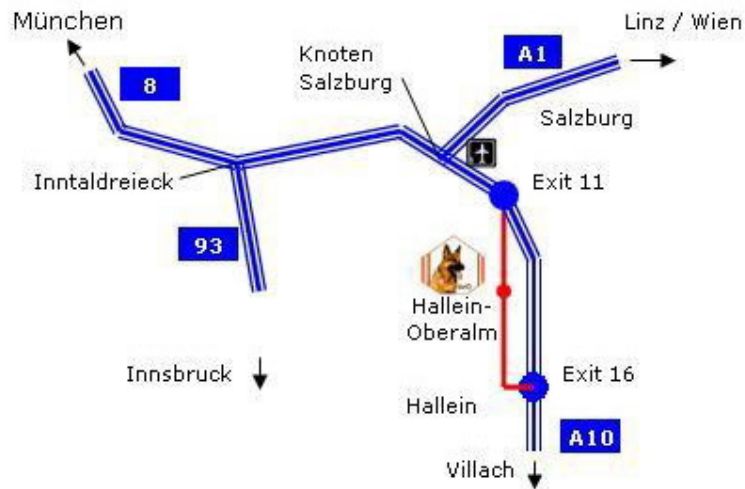 München
Linz / Wien
A1
Knoten
Salzburg
8
Salzburg
Inntaldreieck
Exit 11
93
Hallein-
Oberalm
Innsbruck
Exit 16
Hallein
A10
Villach